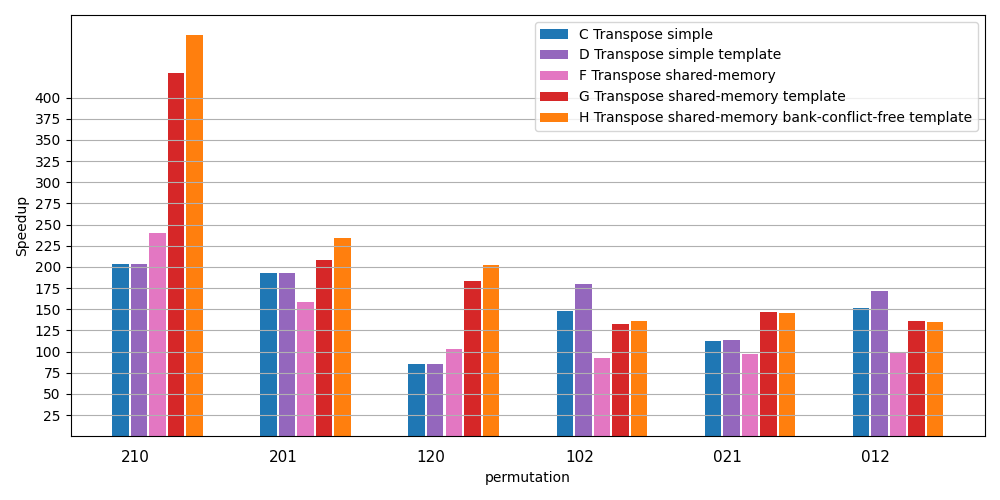 C Transpose simple
D Transpose simple template
F Transpose shared-memory
G Transpose shared-memory template
H Transpose shared-memory bank-conflict-free template
400
375
350
325
300
275
250
225
200
175
150
125
100
75
50
25
Speedup
210 201 120 102 021 012
permutation